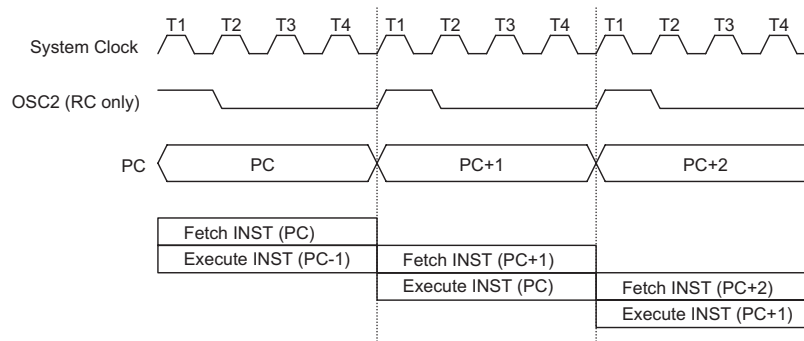 T1 T2 T3 T4 T1 T2 T3 T4 T1 T2 T3 T4
System Clock
OSC2 (RC only)
PC PC PC+1 PC+2
Fetch INST (PC)
Execute INST (PC-1) Fetch INST (PC+1)
Execute INST (PC) Fetch INST (PC+2)
Execute INST (PC+1)